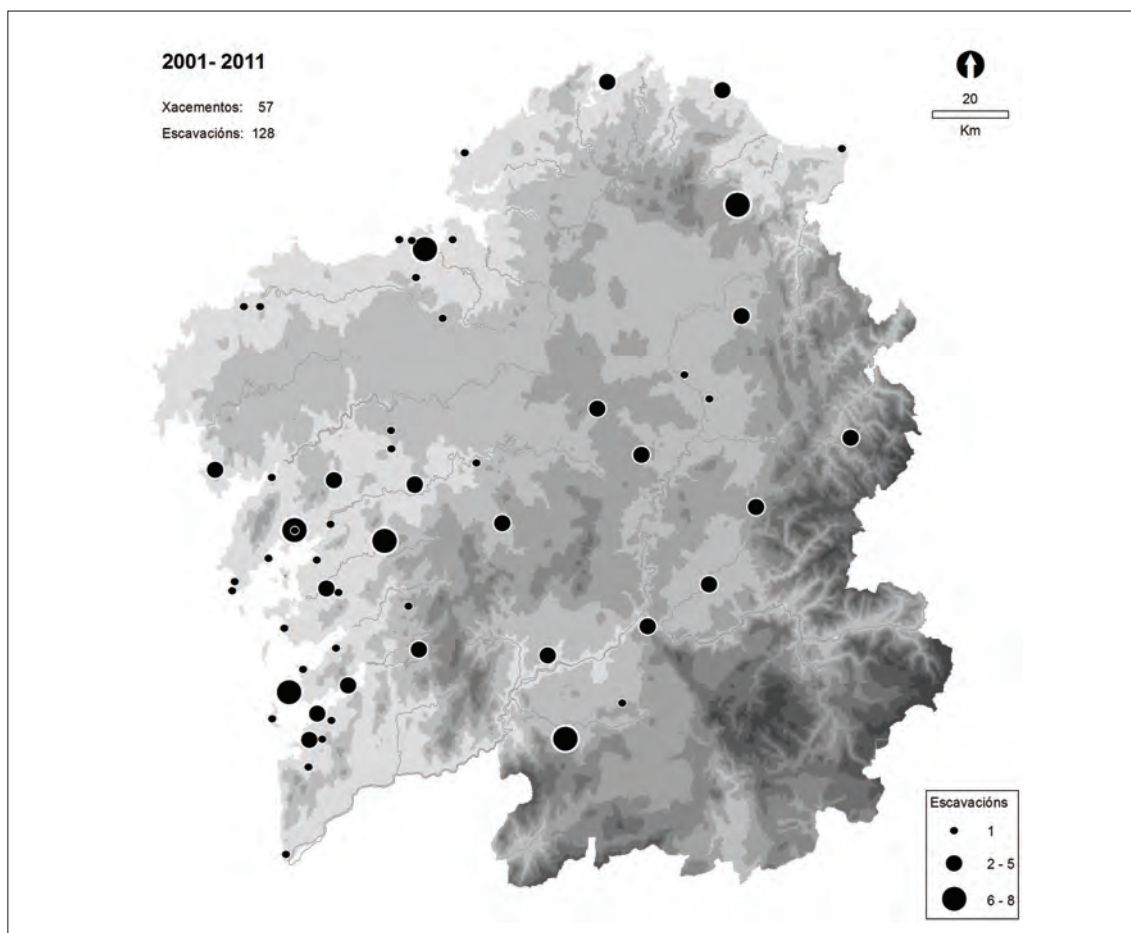 2001- 2011
Xacementos: 57
Escavacións: 128
20
Km
Escavacións
1
2 - 5
6 - 8